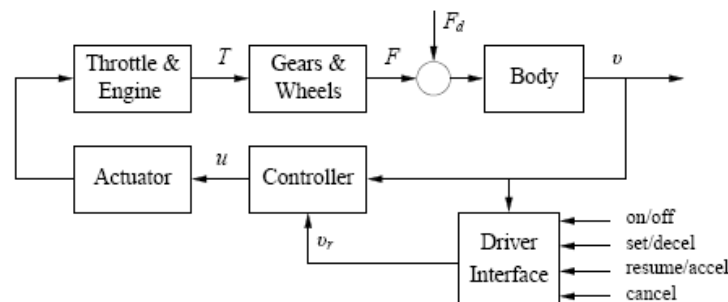 F_d
Throttle &
Engine
T
Gears &
Wheels
F
Body
v
Actuator
u
Controller
v_r
Driver
Interface
on/off
set/decel
resume/accel
cancel